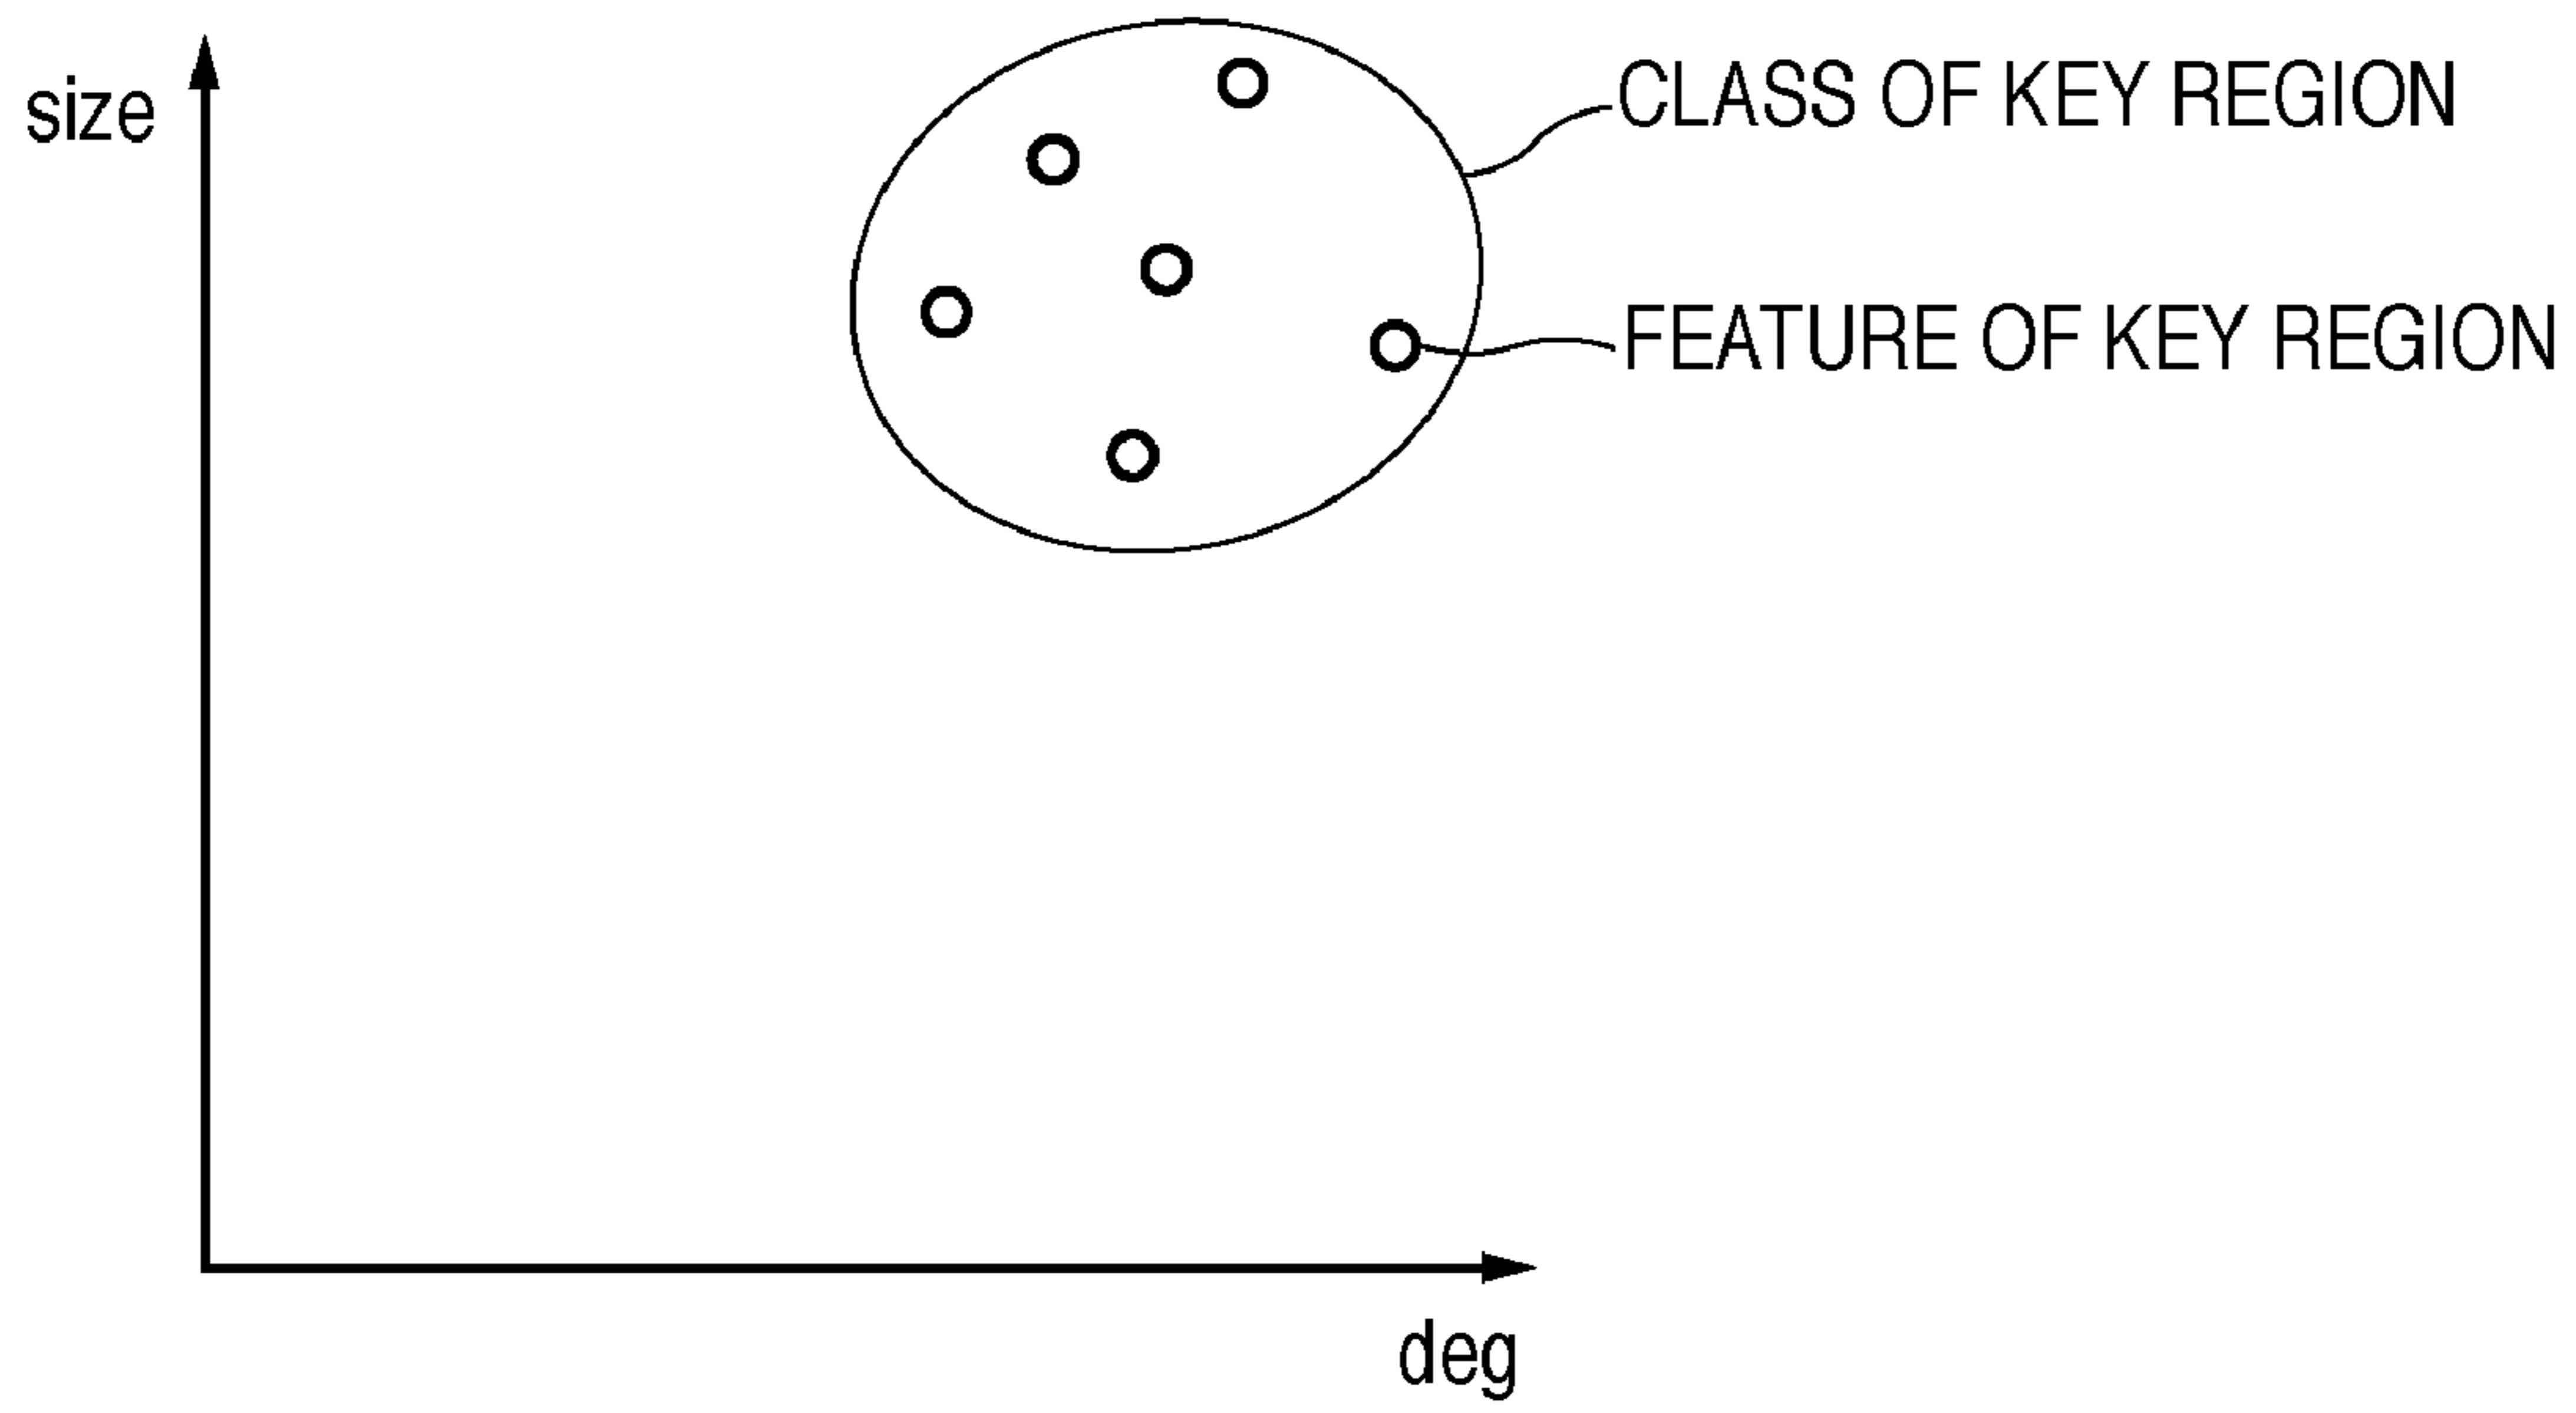 size
CLASS OF KEY REGION
FEATURE OF KEY REGION
deg